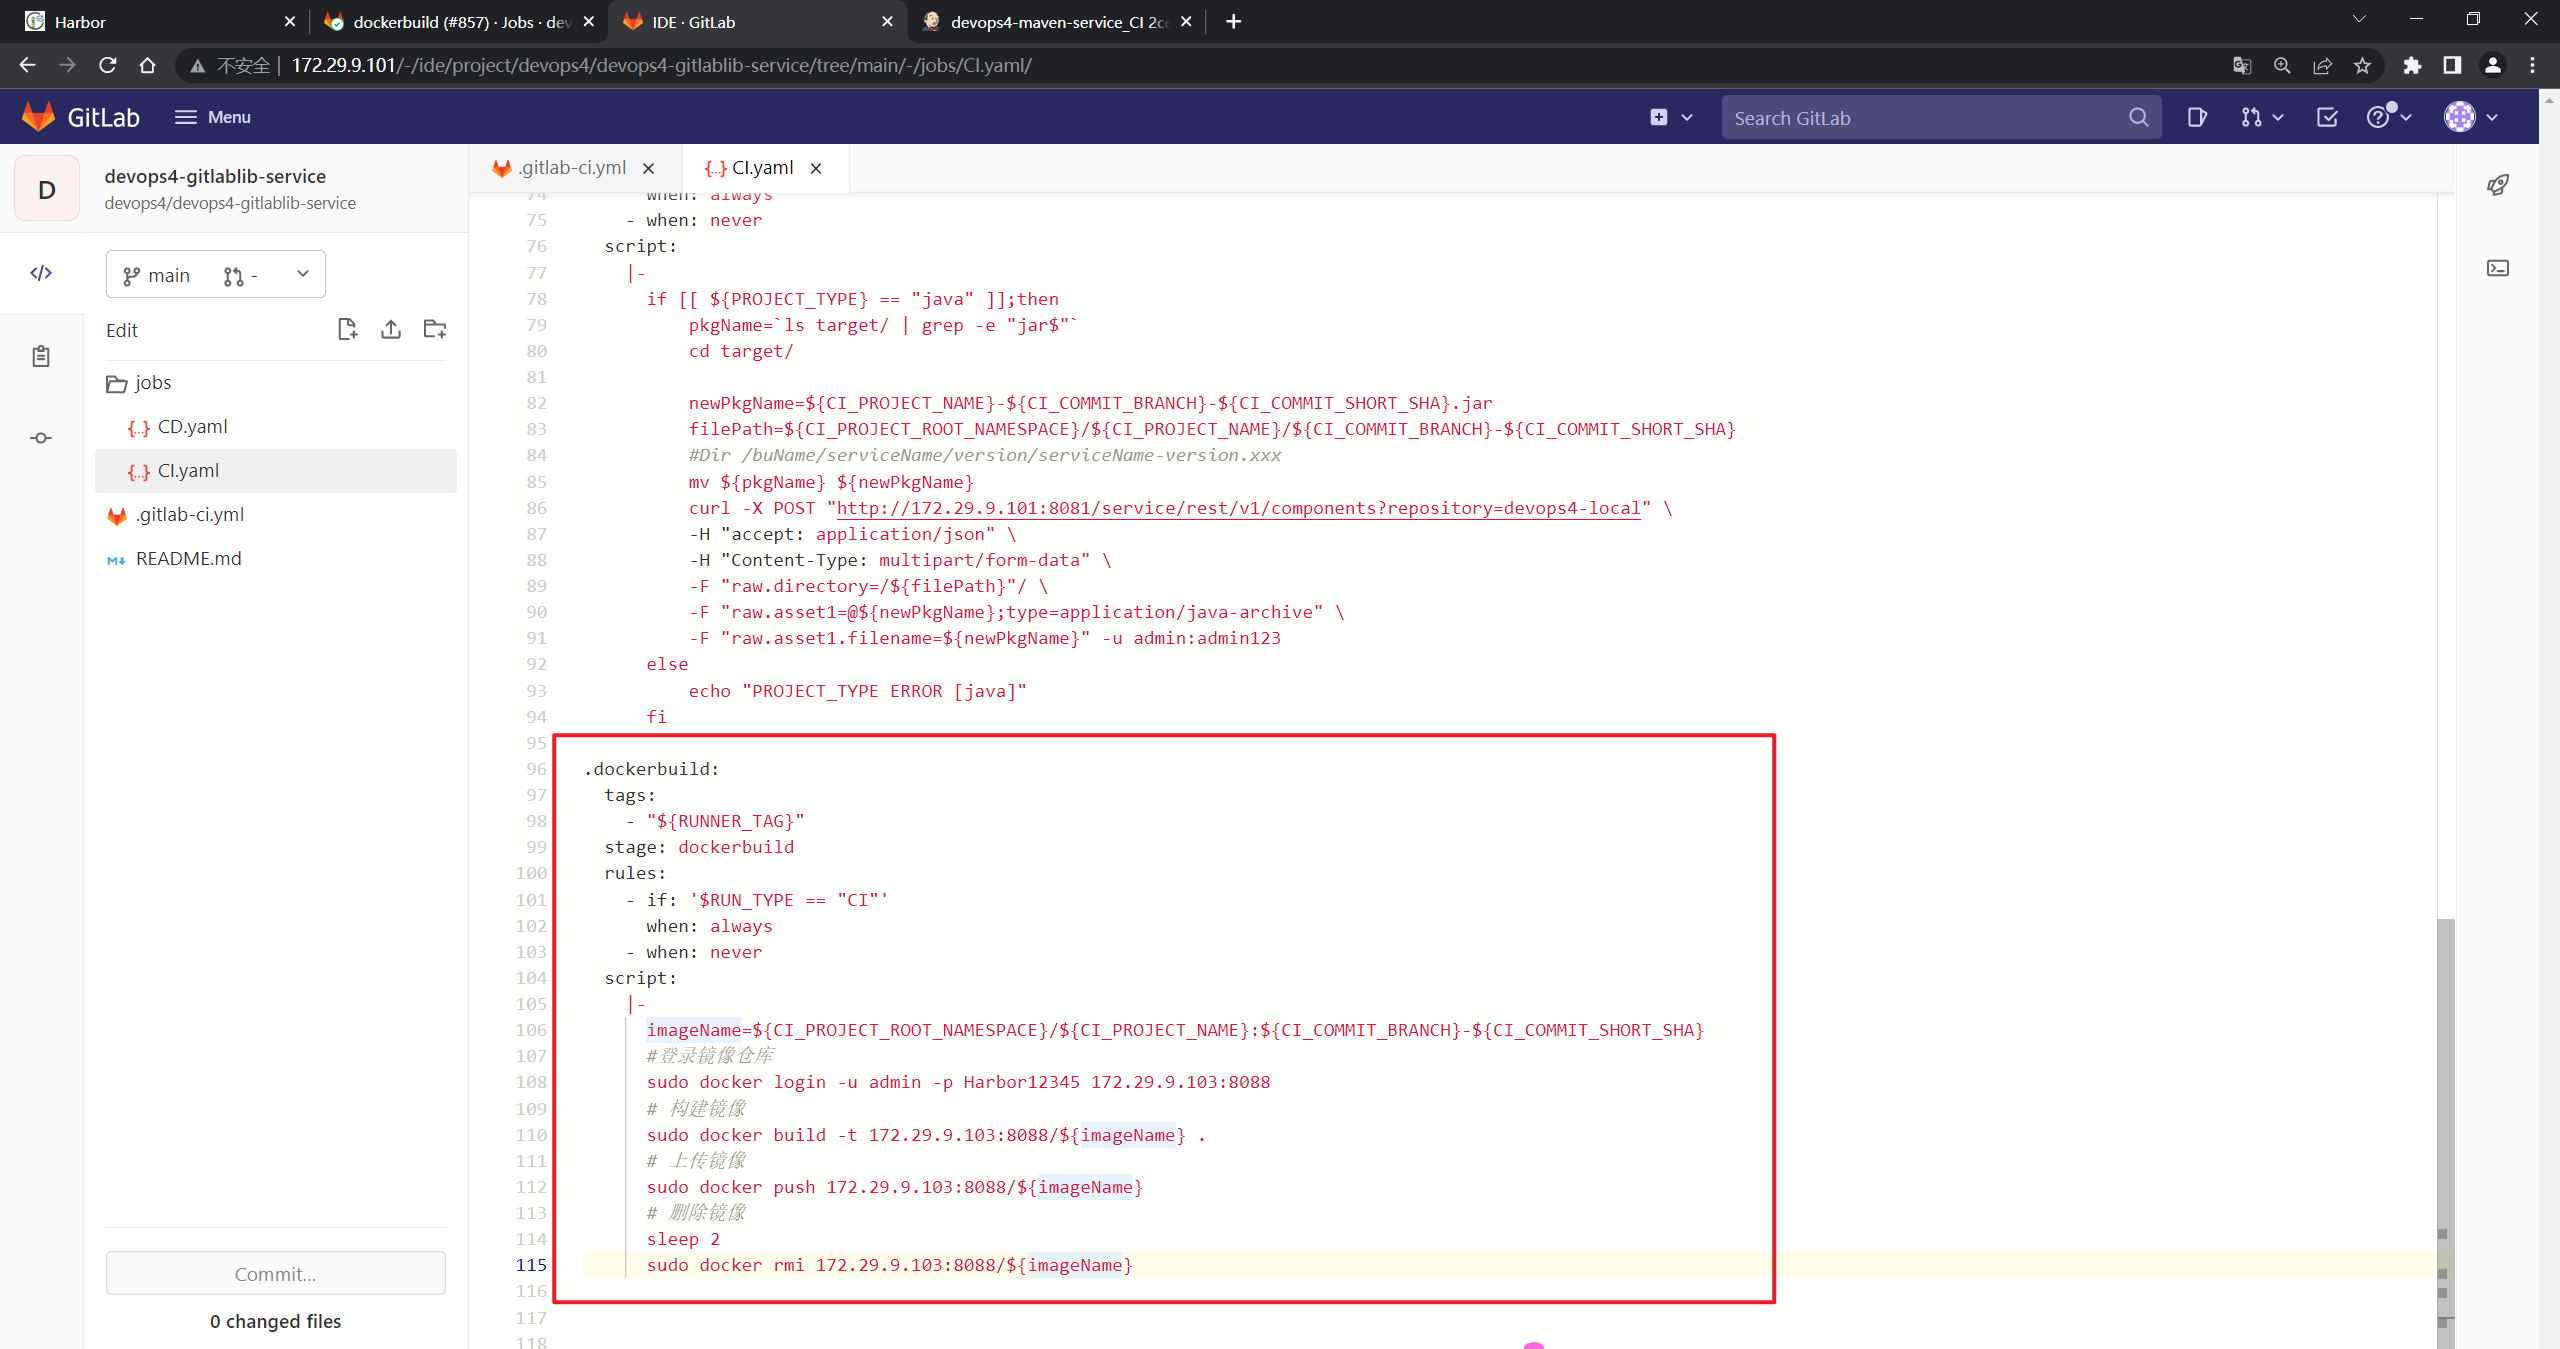 Harbor
dockerbuild (#857) · Jobs · dev
IDE · GitLab
devops4-maven-service_CI 2c
不安全 | 172.29.9.101/-/ide/project/devops4/devops4-gitlablib-service/tree/main/-/jobs/CI.yaml/
GitLab
Menu
Search GitLab
D
devops4-gitlablib-service
devops4/devops4-gitlablib-service
main
-
Edit
jobs
CD.yaml
CI.yaml
.gitlab-ci.yml
README.md
Commit...
0 changed files
.gitlab-ci.yml
CI.yaml
74 when: always
75 - when: never
76 script:
77 |-
78 if [[ ${PROJECT_TYPE} == "java" ]];then
79 pkgName=`ls target/ | grep -e "jar$"`
80 cd target/
81
82 newPkgName=${CI_PROJECT_NAME}-${CI_COMMIT_BRANCH}-${CI_COMMIT_SHORT_SHA}.jar
83 filePath=${CI_PROJECT_ROOT_NAMESPACE}/${CI_PROJECT_NAME}/${CI_COMMIT_BRANCH}-${CI_COMMIT_SHORT_SHA}
84 #Dir /buName/serviceName/version/serviceName-version.xxx
85 mv ${pkgName} ${newPkgName}
86 curl -X POST "http://172.29.9.101:8081/service/rest/v1/components?repository=devops4-local" \
87 -H "accept: application/json" \
88 -H "Content-Type: multipart/form-data" \
89 -F "raw.directory=/${filePath}"/ \
90 -F "raw.asset1=@${newPkgName};type=application/java-archive" \
91 -F "raw.asset1.filename=${newPkgName}" -u admin:admin123
92 else
93 echo "PROJECT_TYPE ERROR [java]"
94 fi
95
96 .dockerbuild:
97 tags:
98 - "${RUNNER_TAG}"
99 stage: dockerbuild
100 rules:
101 - if: '$RUN_TYPE == "CI"'
102 when: always
103 - when: never
104 script:
105 |-
106 imageName=${CI_PROJECT_ROOT_NAMESPACE}/${CI_PROJECT_NAME}:${CI_COMMIT_BRANCH}-${CI_COMMIT_SHORT_SHA}
107 #登录镜像仓库
108 sudo docker login -u admin -p Harbor12345 172.29.9.103:8088
109 # 构建镜像
110 sudo docker build -t 172.29.9.103:8088/${imageName} .
111 # 上传镜像
112 sudo docker push 172.29.9.103:8088/${imageName}
113 # 删除镜像
114 sleep 2
115 sudo docker rmi 172.29.9.103:8088/${imageName}
116
117
118